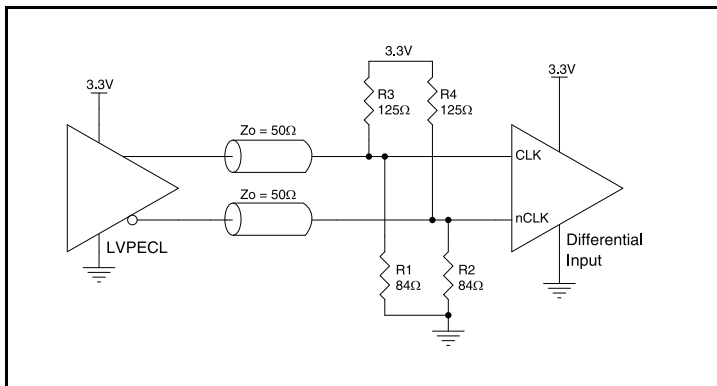 3.3V
3.3V
3.3V
R3
125Ω
R4
125Ω
Zo = 50Ω
CLK
Zo = 50Ω
nCLK
LVPECL
Differential
Input
R1
84Ω
R2
84Ω